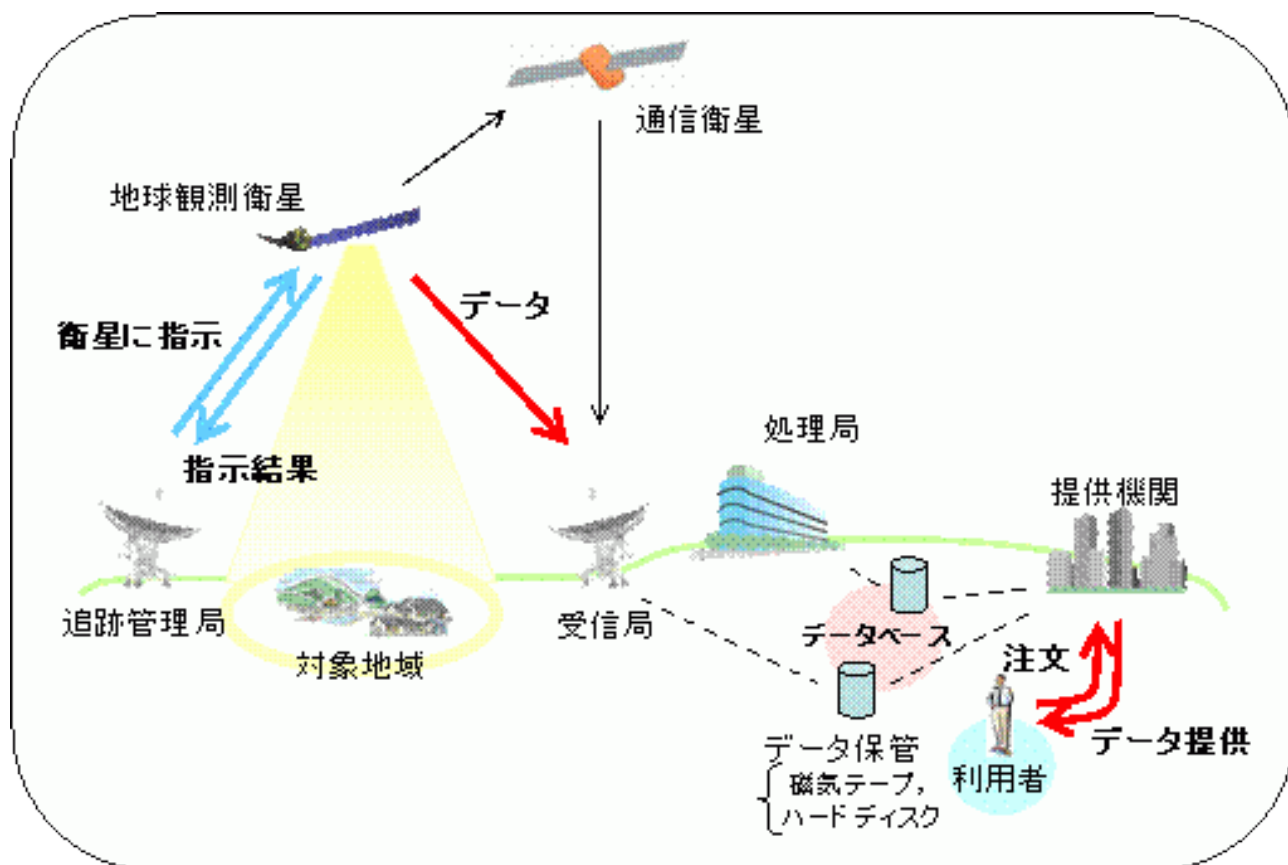 通信衛星
地球観測衛星
データ
衛星に指示
指示結果
処理局
提供機関
追跡管理局
対象地域
受信局
データベース
注文
データ提供
データ保管
磁気テープ，
ハードディスク
利用者